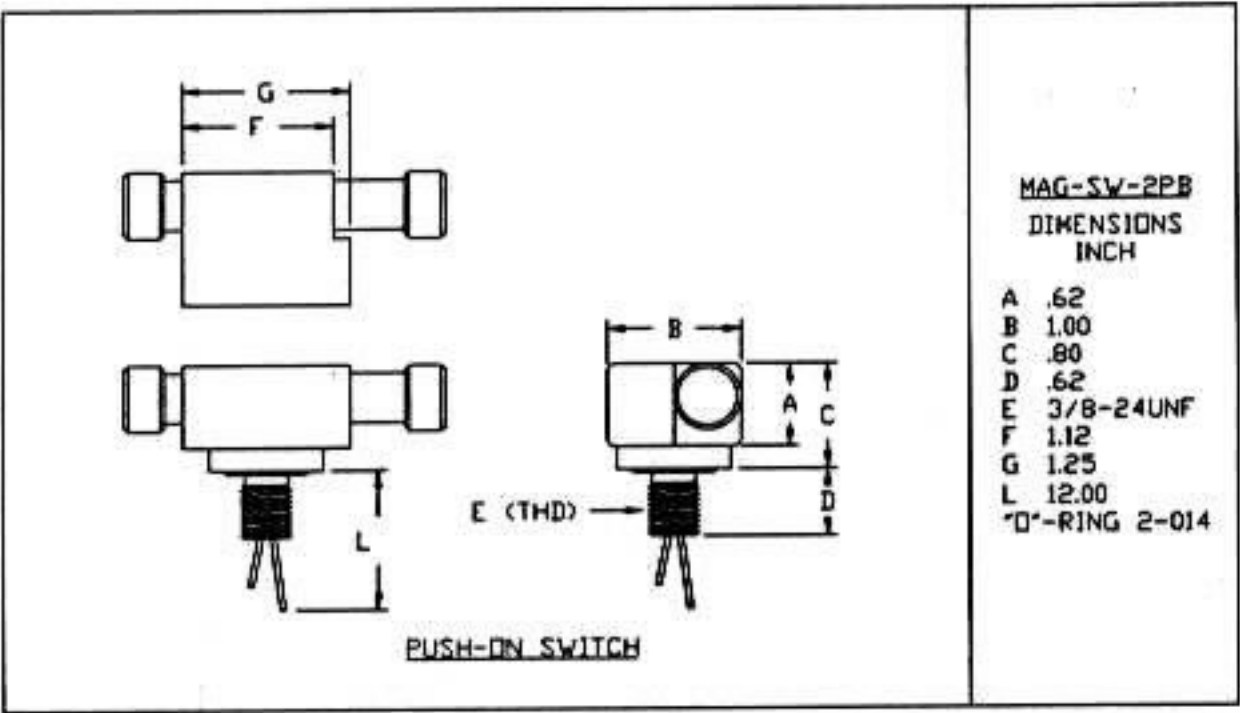 G
F
B
A
C
D
E (THD)
L
PUSH-ON SWITCH
MAG-SW-2PB
DIMENSIONS
INCH
A .62
B 1.00
C .80
D .62
E 3/8-24UNF
F 1.12
G 1.25
L 12.00
"O"-RING 2-014